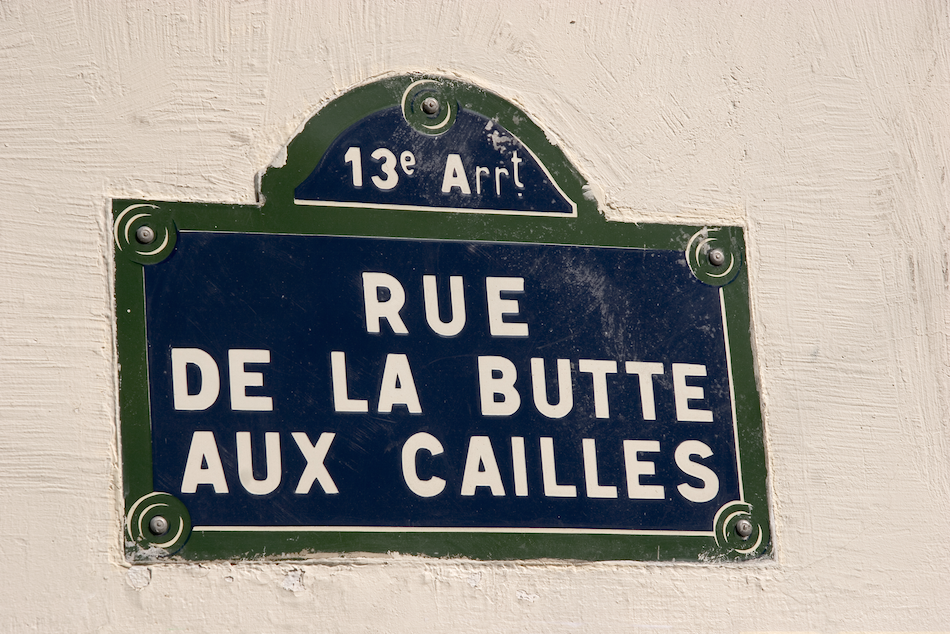 13e Arrt
RUE
DE LA BUTTE
AUX CAILLES